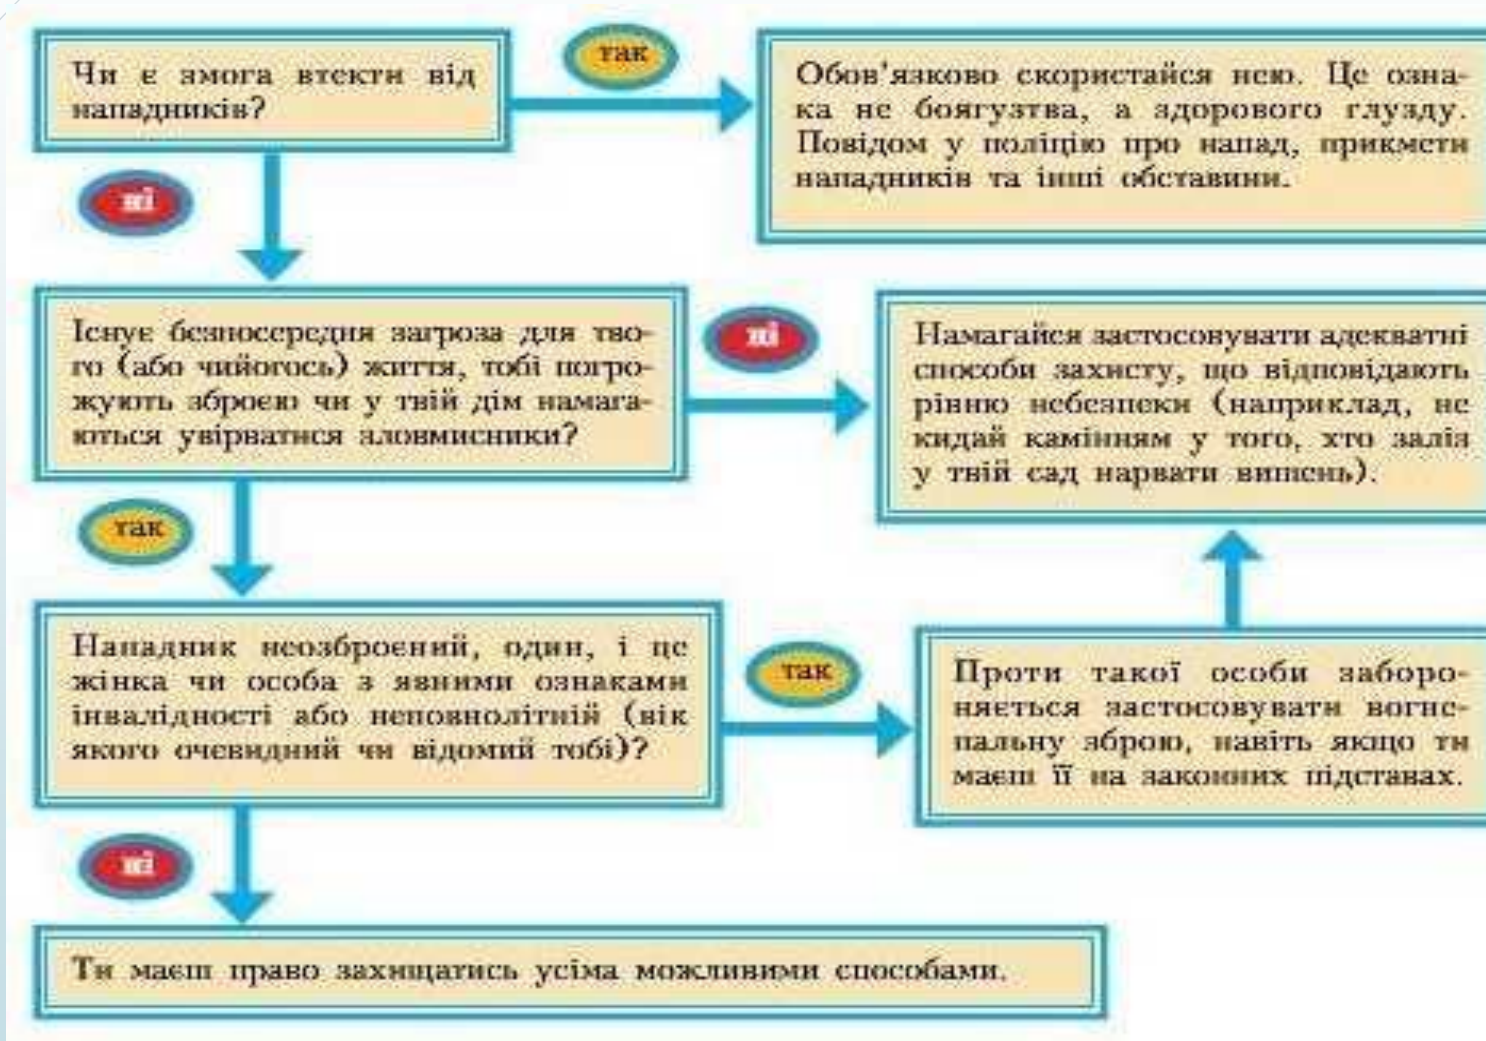 Чи є змога втекти від
нападників?
так
Обов’язково скористайся нею. Це озна-
ка не боягузтва, а здорового глузду.
Повідом у поліцію про напад, прикмети
нападників та інші обставини.
ні
Існує безпосередня загроза для тво-
го (або чийогось) життя, тобі погро-
жують зброєю чи у твій дім намага-
ються увірватися зловмисники?
ні
Намагайся застосовувати адекватні
способи захисту, що відповідають
рівню небезпеки (наприклад, не
кидай камінням у того, хто заліз
у твій сад нарвати вишень).
так
Нападник неозброєний, один, і це
жінка чи особа з явними ознаками
інвалідності або неповнолітній (вік
якого очевидний чи відомий тобі)?
так
Проти такої особи заборо-
няється застосовувати вогне-
пальну зброю, навіть якщо ти
маєш її на законних підставах.
ні
Ти маєш право захищатись усіма можливими способами.